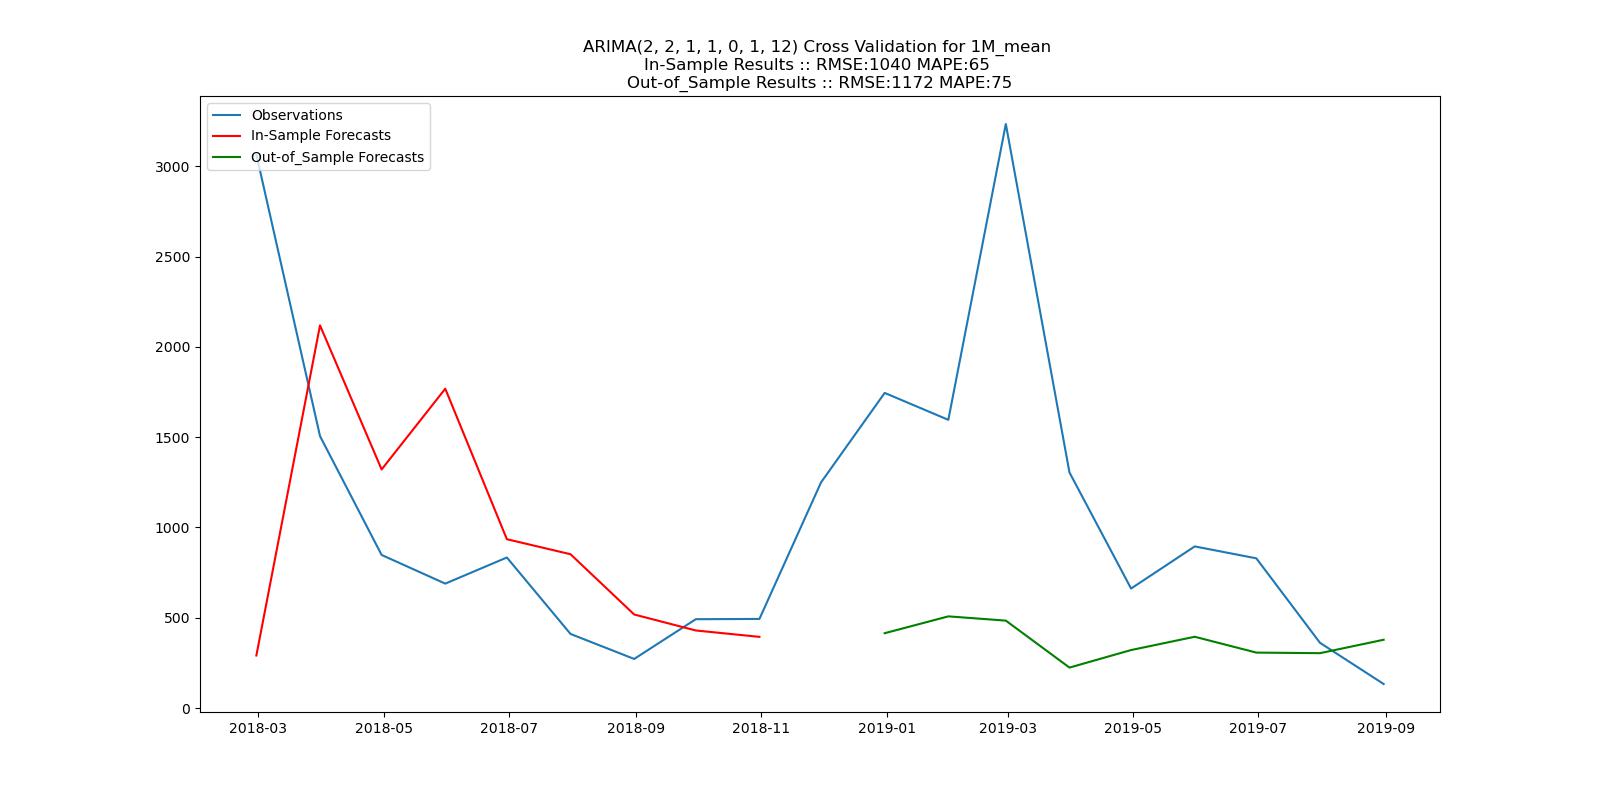 ARIMA(2, 2, 1, 1, 0, 1, 12) Cross Validation for 1M_mean
In-Sample Results :: RMSE:1040 MAPE:65
Out-of_Sample Results :: RMSE:1172 MAPE:75
Observations
In-Sample Forecasts
Out-of_Sample Forecasts
3000
2500
2000
1500
1000
500
0
2018-03 2018-05 2018-07 2018-09 2018-11 2019-01 2019-03 2019-05 2019-07 2019-09